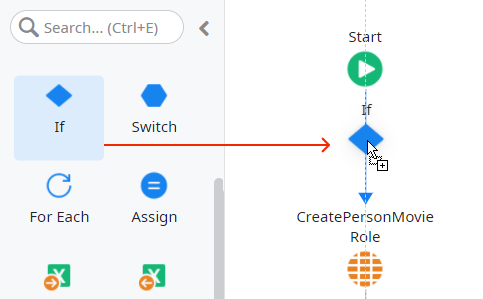 Search... (Ctrl+E)
If
Switch
For Each
Assign
Start
If
CreatePersonMovie
Role